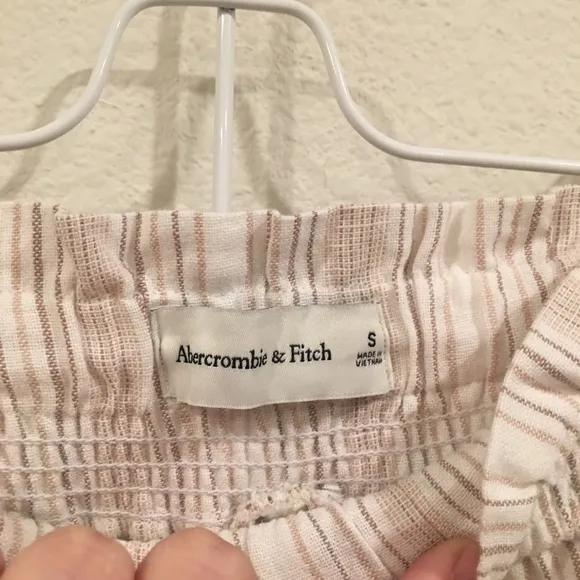 Abercrombie & Fitch
S
MADE IN
VIETNAM